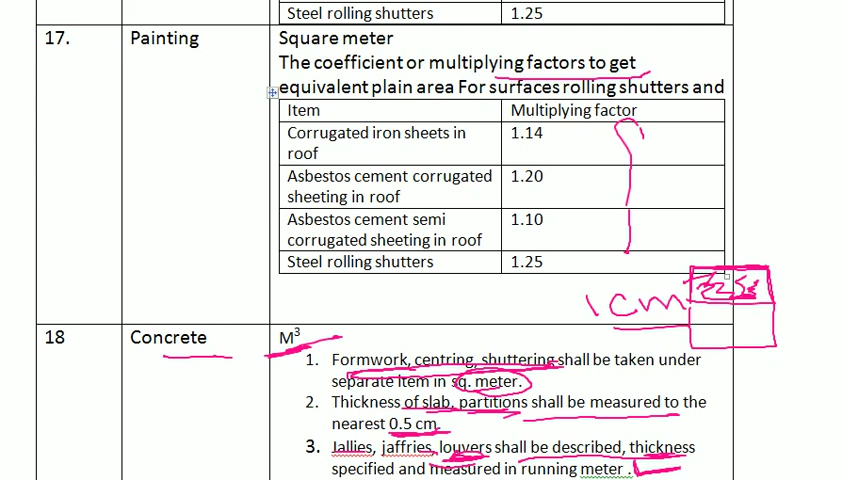 Steel rolling shutters 1.25
17. Painting Square meter
The coefficient or multiplying factors to get
equivalent plain area For surfaces rolling shutters and
Item Multiplying factor
Corrugated iron sheets in 1.14
roof
Asbestos cement corrugated 1.20
sheeting in roof
Asbestos cement semi 1.10
corrugated sheeting in roof
Steel rolling shutters 1.25
1cm
18 Concrete M³
1. Formwork, centring, shuttering shall be taken under
separate item in sq. meter.
2. Thickness of slab, partitions shall be measured to the
nearest 0.5 cm.
3. Jallies, jaffries, louvers shall be described, thickness
specified and measured in running meter .